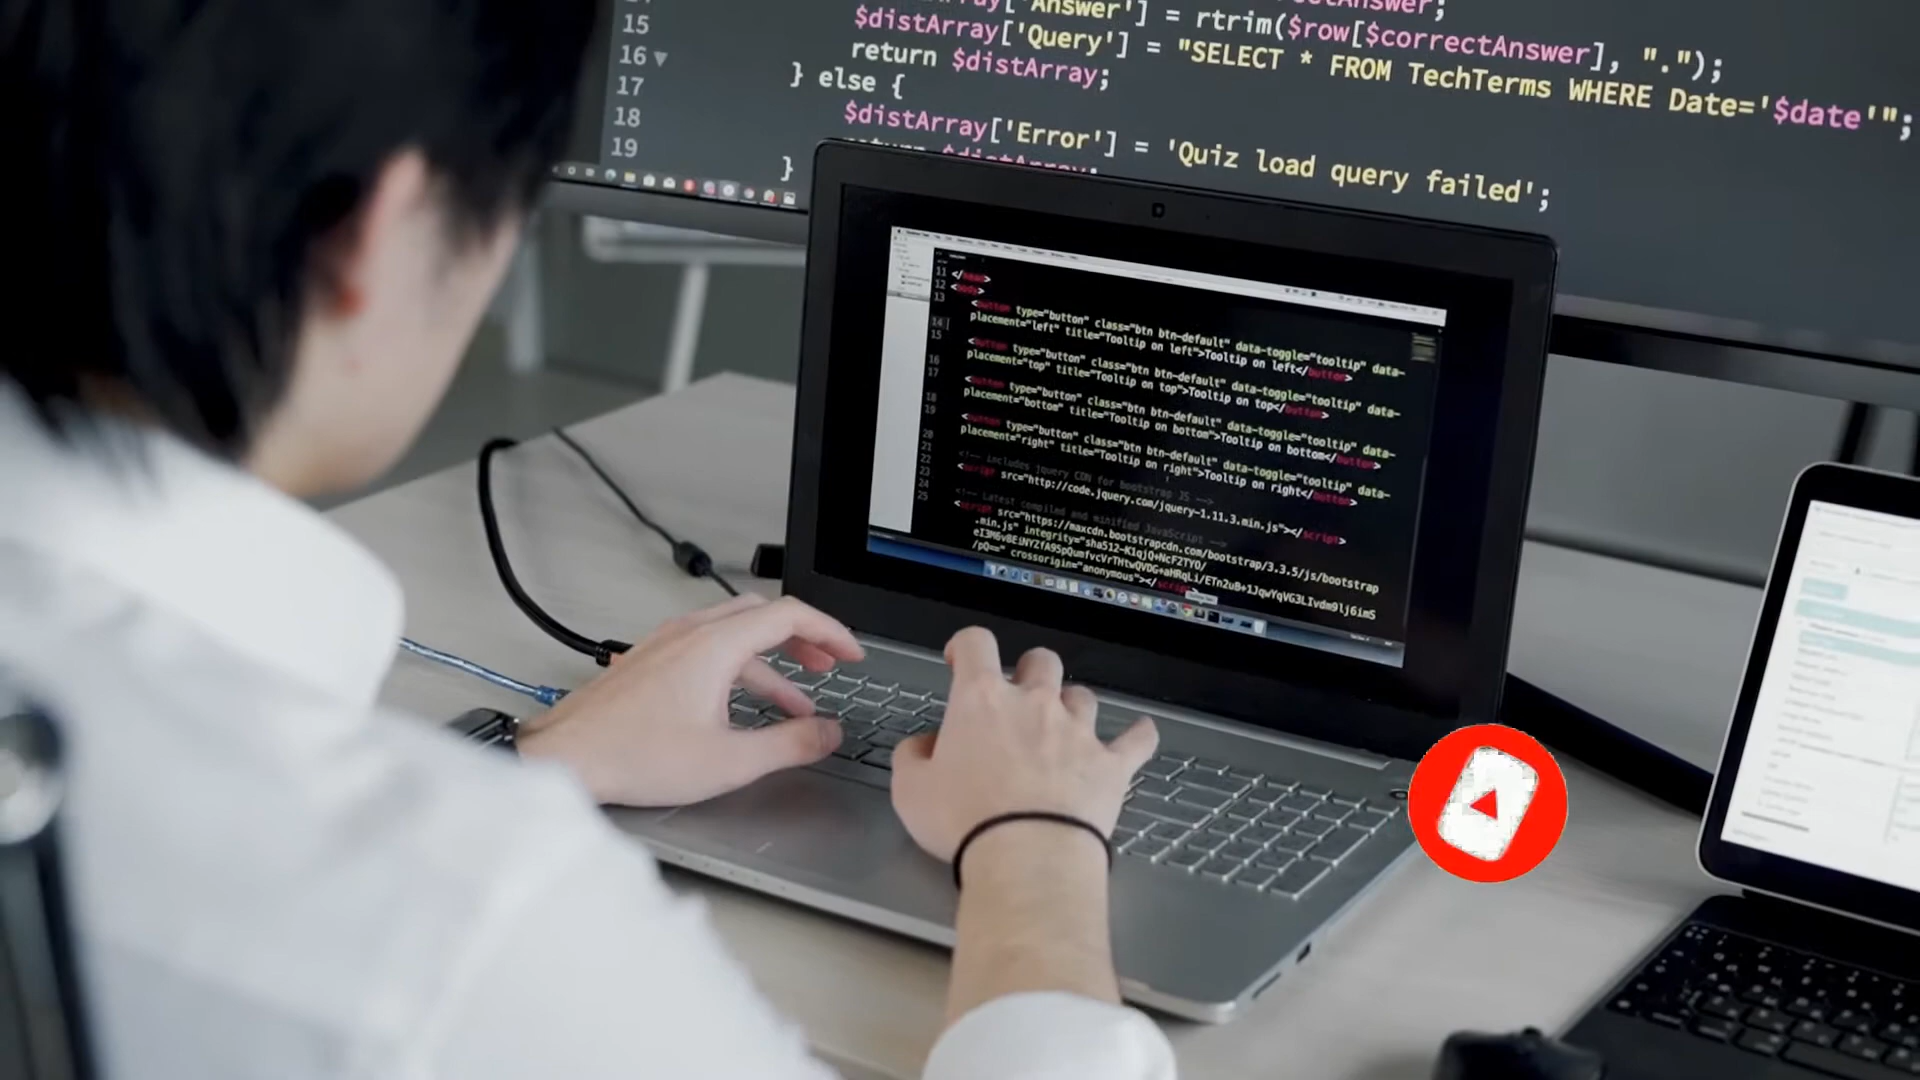 15
$distArray['Answer'] = rtrim($row[$correctAnswer], ".");
16
$distArray['Query'] = "SELECT * FROM TechTerms WHERE Date='$date'";
return $distArray;
17
} else {
18
$distArray['Error'] = 'Quiz load query failed';
19
return $distArray;
}
11
12
<body>
13
<button type="button" class="btn btn-default" data-toggle="tooltip" data-
placement="left" title="Tooltip on left">Tooltip on left</button>
14
15
<button type="button" class="btn btn-default" data-toggle="tooltip" data-
placement="top" title="Tooltip on top">Tooltip on top</button>
16
17
<button type="button" class="btn btn-default" data-toggle="tooltip" data-
placement="bottom" title="Tooltip on bottom">Tooltip on bottom</button>
18
19
<button type="button" class="btn btn-default" data-toggle="tooltip" data-
placement="right" title="Tooltip on right">Tooltip on right</button>
20
21
<!-- includes jquery CDN for bootstrap JS -->
22
<script src="http://code.jquery.com/jquery-1.11.3.min.js"></script>
23
<!-- Latest compiled and minified JavaScript -->
24
<script src="https://maxcdn.bootstrapcdn.com/bootstrap/3.3.5/js/bootstrap
25
.min.js" integrity="sha512-K1qjQ+NcF2TYO/
eI3M6v8EiNYZfA95pQumfvcVrTHtwQVDG+aHRqLi/ETn2uB+1JqwYqVG3LIvdm9lj6imS
/pQ==" crossorigin="anonymous"></script>